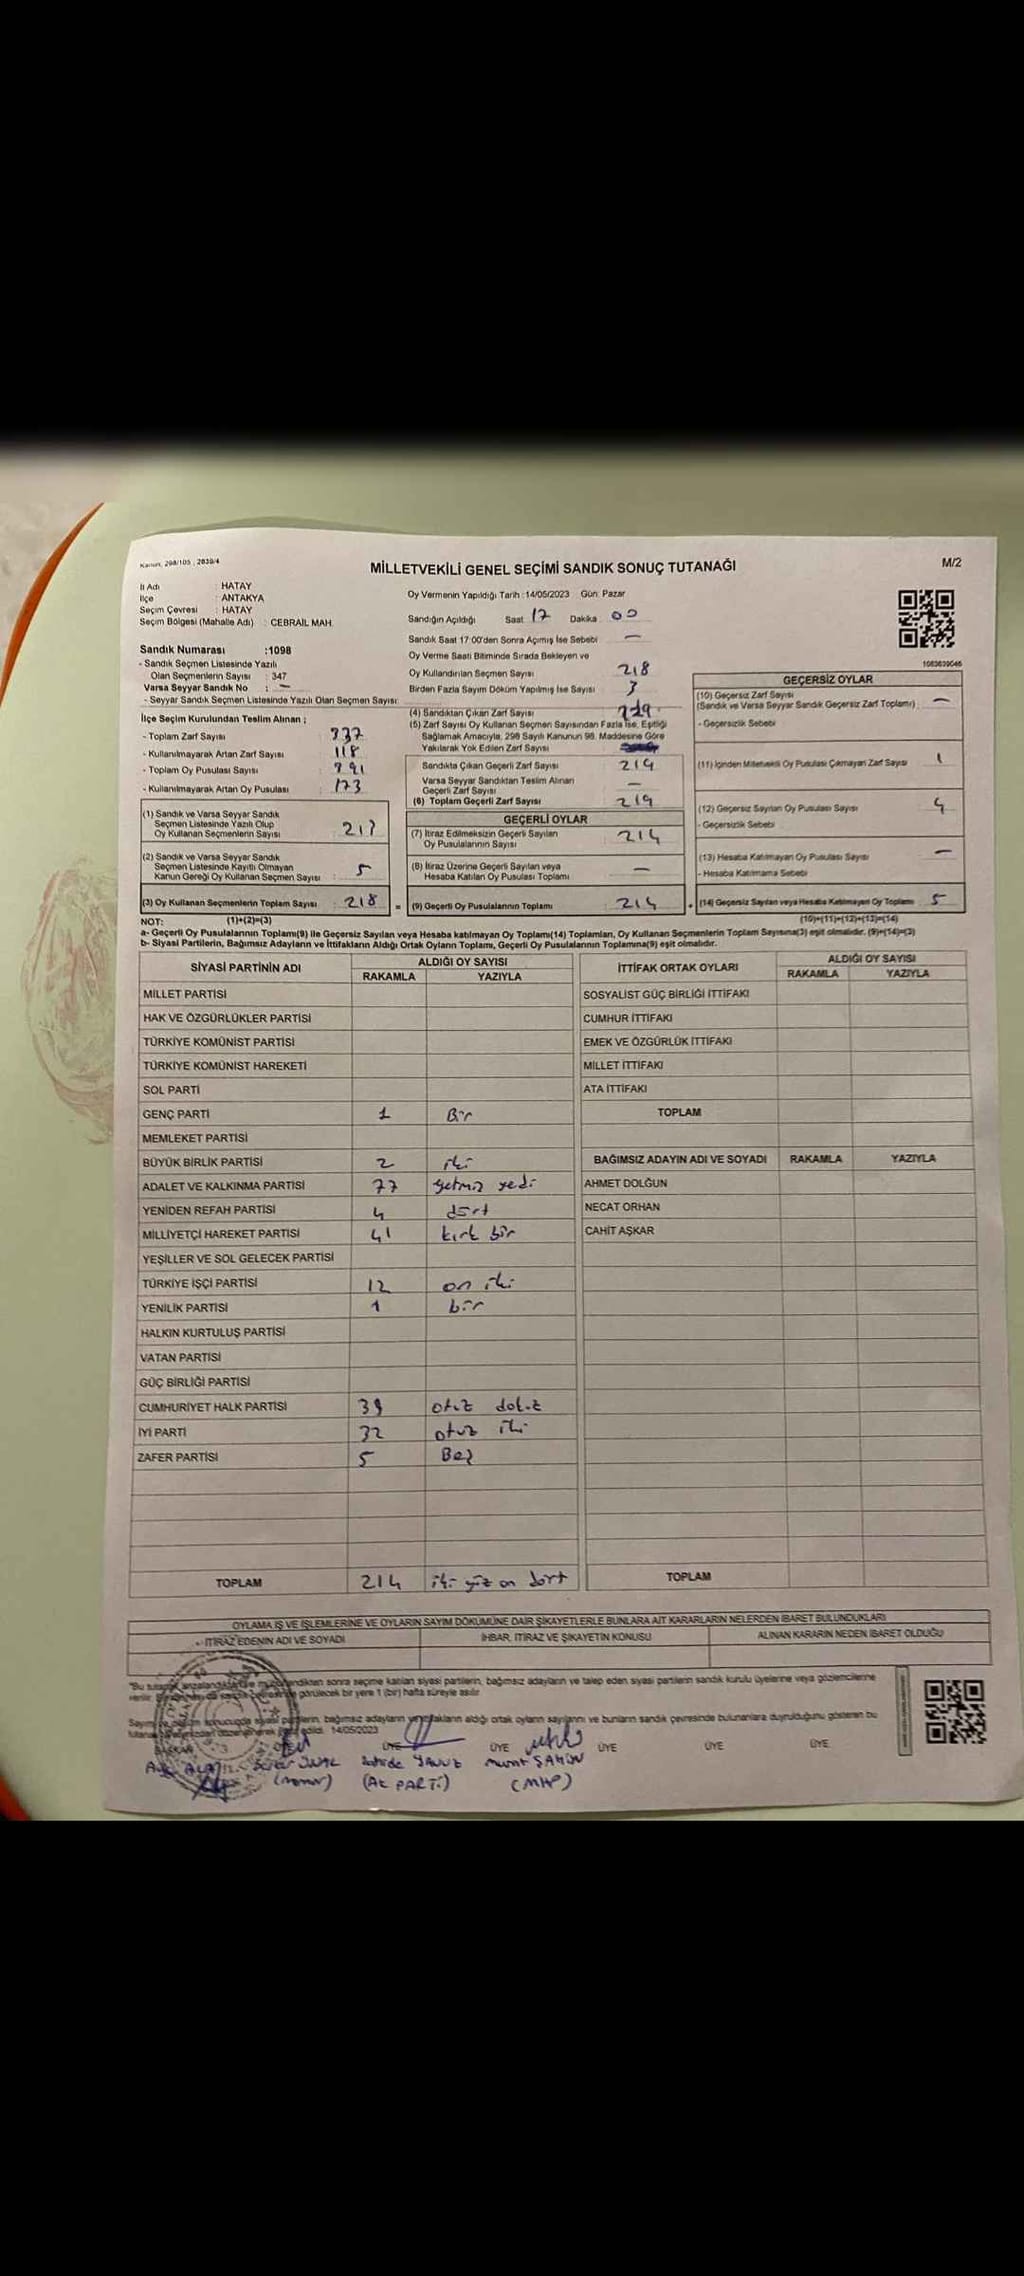 Kanun, 298/105, 2839/4
MİLLETVEKİLİ GENEL SEÇİMİ SANDIK SONUÇ TUTANAĞI
M/2
İl Adı : HATAY
İlçe : ANTAKYA
Seçim Çevresi : HATAY
Seçim Bölgesi (Mahalle Adı) : CEBRAİL MAH.
Oy Vermenin Yapıldığı Tarih :14/05/2023 Gün: Pazar
Sandığın Açıldığı Saat 17 Dakika 00
Sandık Saat 17:00'den Sonra Açılmış İse Sebebi —
Oy Verme Saati Bitiminde Sırada Bekleyen ve
Oy Kullandırılan Seçmen Sayısı 218
Birden Fazla Sayım Döküm Yapılmış İse Sayısı 3
Sandık Numarası :1098
- Sandık Seçmen Listesinde Yazılı
Olan Seçmenlerin Sayısı : 347
Varsa Seyyar Sandık No : —
- Seyyar Sandık Seçmen Listesinde Yazılı Olan Seçmen Sayısı:
İlçe Seçim Kurulundan Teslim Alınan ;
- Toplam Zarf Sayısı : 337
- Kullanılmayarak Artan Zarf Sayısı : 118
- Toplam Oy Pusulası Sayısı :
- Kullanılmayarak Artan Oy Pusulası : 173
(1) Sandık ve Varsa Seyyar Sandık
Seçmen Listesinde Yazılı Olup
Oy Kullanan Seçmenlerin Sayısı :
(2) Sandık ve Varsa Seyyar Sandık
Seçmen Listesinde Kayıtlı Olmayan
Kanun Gereği Oy Kullanan Seçmen Sayısı : 5
(3) Oy Kullanan Seçmenlerin Toplam Sayısı : 218
(4) Sandıktan Çıkan Zarf Sayısı
(5) Zarf Sayısı Oy Kullanan Seçmen Sayısından Fazla İse, Eşitliği
Sağlamak Amacıyla, 298 Sayılı Kanunun 98. Maddesine Göre
Yakılarak Yok Edilen Zarf Sayısı
Sandıkta Çıkan Geçerli Zarf Sayısı 219
Varsa Seyyar Sandıktan Teslim Alınan
Geçerli Zarf Sayısı —
(6) Toplam Geçerli Zarf Sayısı 219
GEÇERLİ OYLAR
(7) İtiraz Edilmeksizin Geçerli Sayılan
Oy Pusulalarının Sayısı 214
(8) İtiraz Üzerine Geçerli Sayılan veya
Hesaba Katılan Oy Pusulası Toplamı —
= (9) Geçerli Oy Pusulalarının Toplamı 214
1083639046
GEÇERSİZ OYLAR
(10) Geçersiz Zarf Sayısı
(Sandık ve Varsa Seyyar Sandık Geçersiz Zarf Toplamı) —
- Geçersizlik Sebebi
(11) İçinden Milletvekili Oy Pusulası Çıkmayan Zarf Sayısı 1
(12) Geçersiz Sayılan Oy Pusulası Sayısı 4
- Geçersizlik Sebebi
(13) Hesaba Katılmayan Oy Pusulası Sayısı —
- Hesaba Katılmama Sebebi
+ (14) Geçersiz Sayılan veya Hesaba Katılmayan Oy Toplamı 5
NOT: (1)+(2)=(3)
(10)+(11)+(12)+(13)=(14)
a- Geçerli Oy Pusulalarının Toplamı(9) ile Geçersiz Sayılan veya Hesaba katılmayan Oy Toplamı(14) Toplamları, Oy Kullanan Seçmenlerin Toplam Sayısına(3) eşit olmalıdır. (9)+(14)=(3)
b- Siyasi Partilerin, Bağımsız Adayların ve İttifakların Aldığı Ortak Oyların Toplamı, Geçerli Oy Pusulalarının Toplamına(9) eşit olmalıdır.
SİYASİ PARTİNİN ADI
ALDIĞI OY SAYISI
RAKAMLA YAZIYLA
MİLLET PARTİSİ
HAK VE ÖZGÜRLÜKLER PARTİSİ
TÜRKİYE KOMÜNİST PARTİSİ
TÜRKİYE KOMÜNİST HAREKETİ
SOL PARTİ
GENÇ PARTİ 1 Bir
MEMLEKET PARTİSİ
BÜYÜK BİRLİK PARTİSİ 2 iki
ADALET VE KALKINMA PARTİSİ 77 yetmiş yedi
YENİDEN REFAH PARTİSİ 4 dört
MİLLİYETÇİ HAREKET PARTİSİ 41 kırk bir
YEŞİLLER VE SOL GELECEK PARTİSİ
TÜRKİYE İŞÇİ PARTİSİ 12 on iki
YENİLİK PARTİSİ 1 bir
HALKIN KURTULUŞ PARTİSİ
VATAN PARTİSİ
GÜÇ BİRLİĞİ PARTİSİ
CUMHURİYET HALK PARTİSİ 39 otuz dokuz
İYİ PARTİ 32 otuz iki
ZAFER PARTİSİ 5 Beş
TOPLAM 214 iki yüz on dört
İTTİFAK ORTAK OYLARI
ALDIĞI OY SAYISI
RAKAMLA YAZIYLA
SOSYALİST GÜÇ BİRLİĞİ İTTİFAKI
CUMHUR İTTİFAKI
EMEK VE ÖZGÜRLÜK İTTİFAKI
MİLLET İTTİFAKI
ATA İTTİFAKI
TOPLAM
BAĞIMSIZ ADAYIN ADI VE SOYADI RAKAMLA YAZIYLA
AHMET DOLĞUN
NECAT ORHAN
CAHİT AŞKAR
TOPLAM
OYLAMA İŞ VE İŞLEMLERİNE VE OYLARIN SAYIM DÖKÜMÜNE DAİR ŞİKAYETLERLE BUNLARA AİT KARARLARIN NELERDEN İBARET BULUNDUKLARI
- İTİRAZ EDENİN ADI VE SOYADI
İHBAR, İTİRAZ VE ŞİKAYETİN KONUSU
ALINAN KARARIN NEDEN İBARET OLDUĞU
sonra seçime katılan siyasi partilerin, bağımsız adayların ve talep eden siyasi partilerin sandık kurulu üyelerine veya gözlemcilerine
görülecek bir yere 1 (bir) hafta süreyle asılır.
bağımsız adayların ve aldığı ortak oyların sayılarını ve bunların sandık çevresinde bulunanlara duyurulduğunu gösteren bu
14/05/2023
BAŞKAN ÜYE ÜYE ÜYE ÜYE ÜYE
YAVUZ Murat ŞAHİN
(memur) (AK PARTİ) (MHP)